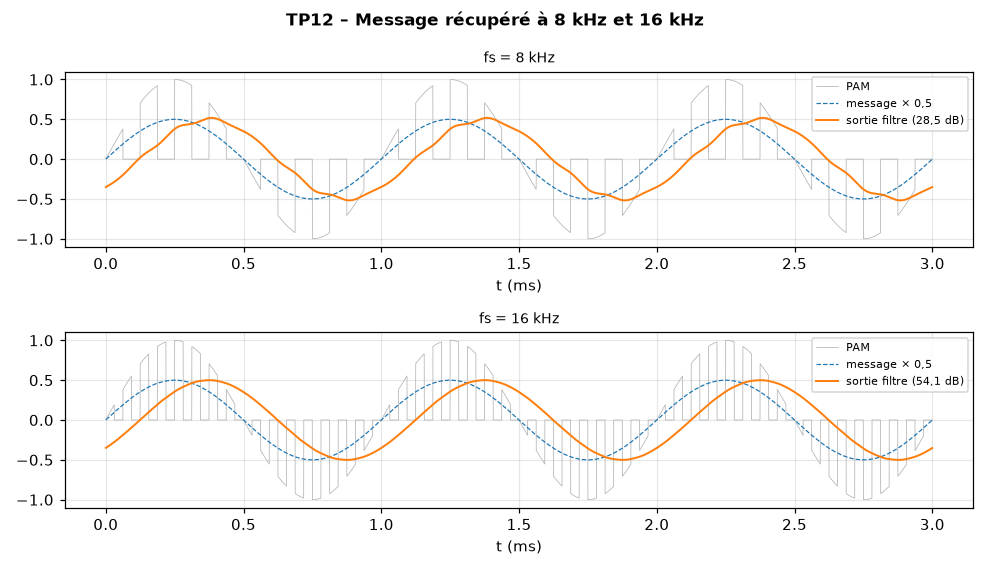 TP12 – Message récupéré à 8 kHz et 16 kHz
fs = 8 kHz
1.0
0.5
0.0
−0.5
−1.0
PAM
message × 0,5
sortie filtre (28,5 dB)
0.0 0.5 1.0 1.5 2.0 2.5 3.0
t (ms)
fs = 16 kHz
1.0
0.5
0.0
−0.5
−1.0
PAM
message × 0,5
sortie filtre (54,1 dB)
0.0 0.5 1.0 1.5 2.0 2.5 3.0
t (ms)